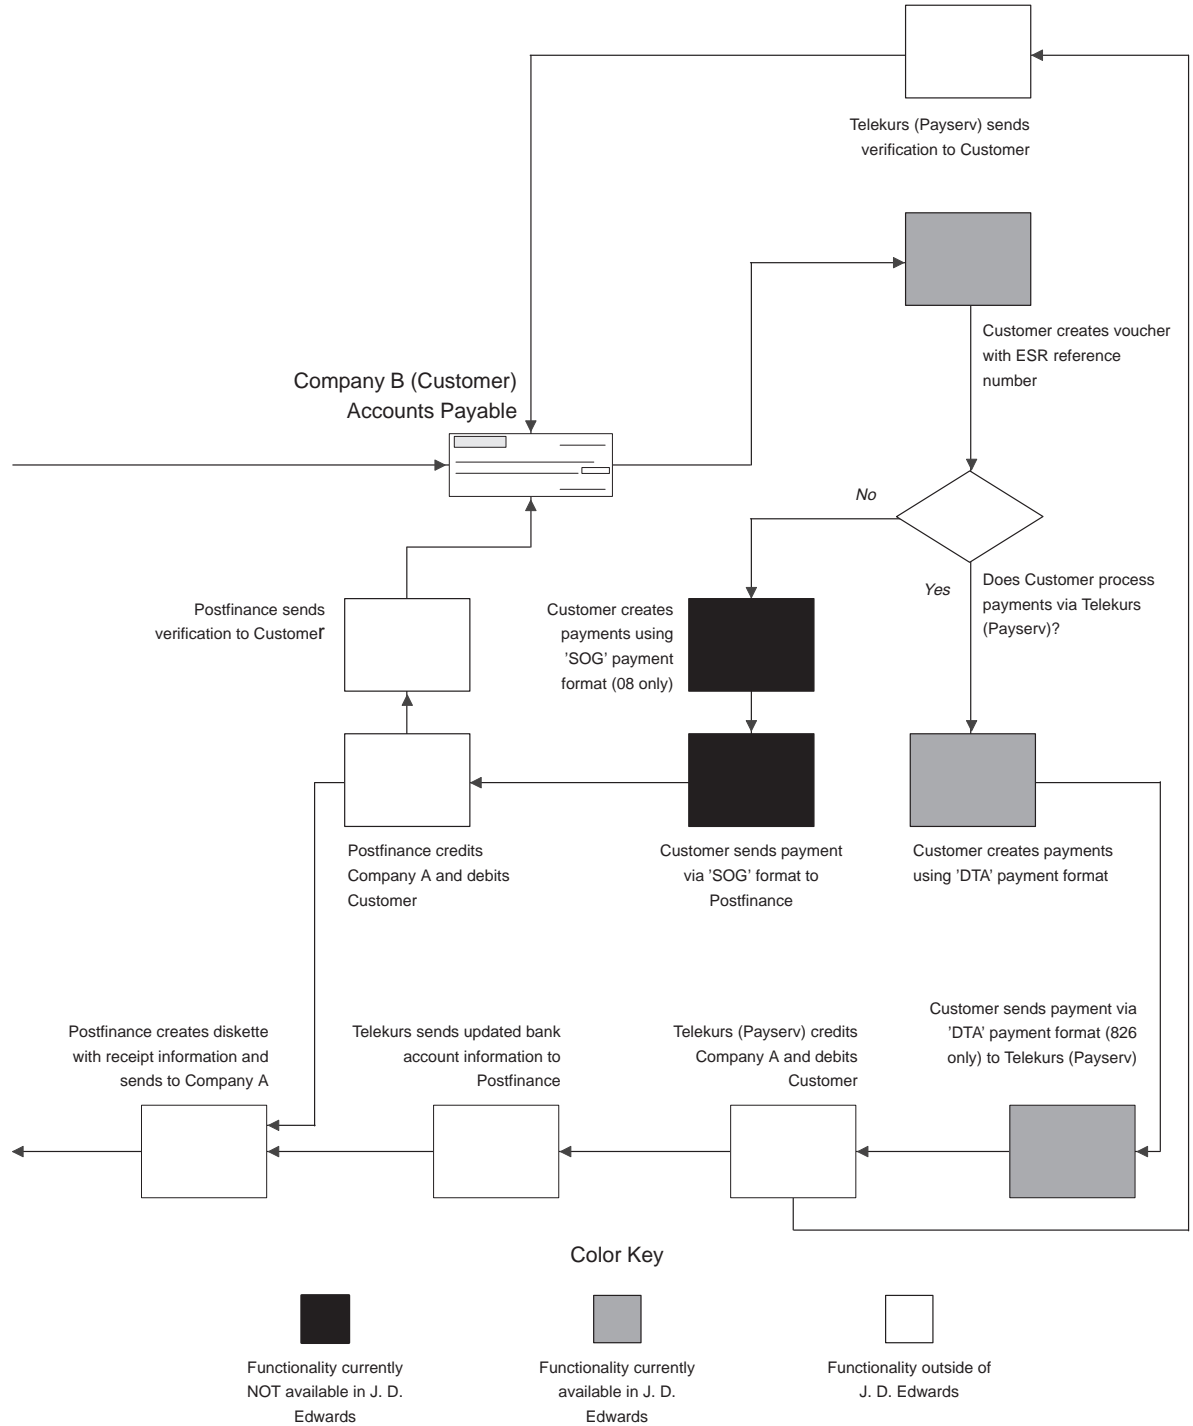 Telekurs (Payserv) sends
verification to Customer
Customer creates voucher
with ESR reference
number
Company B (Customer)
Accounts Payable
No
Yes
Does Customer process
payments via Telekurs
(Payserv)?
Postfinance sends
verification to Customer
Customer creates
payments using
’SOG’ payment
format (08 only)
Postfinance credits
Company A and debits
Customer
Customer sends payment
via ’SOG’ format to
Postfinance
Customer creates payments
using ’DTA’ payment format
Postfinance creates diskette
with receipt information and
sends to Company A
Telekurs sends updated bank
account information to
Postfinance
Telekurs (Payserv) credits
Company A and debits
Customer
Customer sends payment via
’DTA’ payment format (826
only) to Telekurs (Payserv)
Color Key
Functionality currently
NOT available in J. D.
Edwards
Functionality currently
available in J. D.
Edwards
Functionality outside of
J. D. Edwards